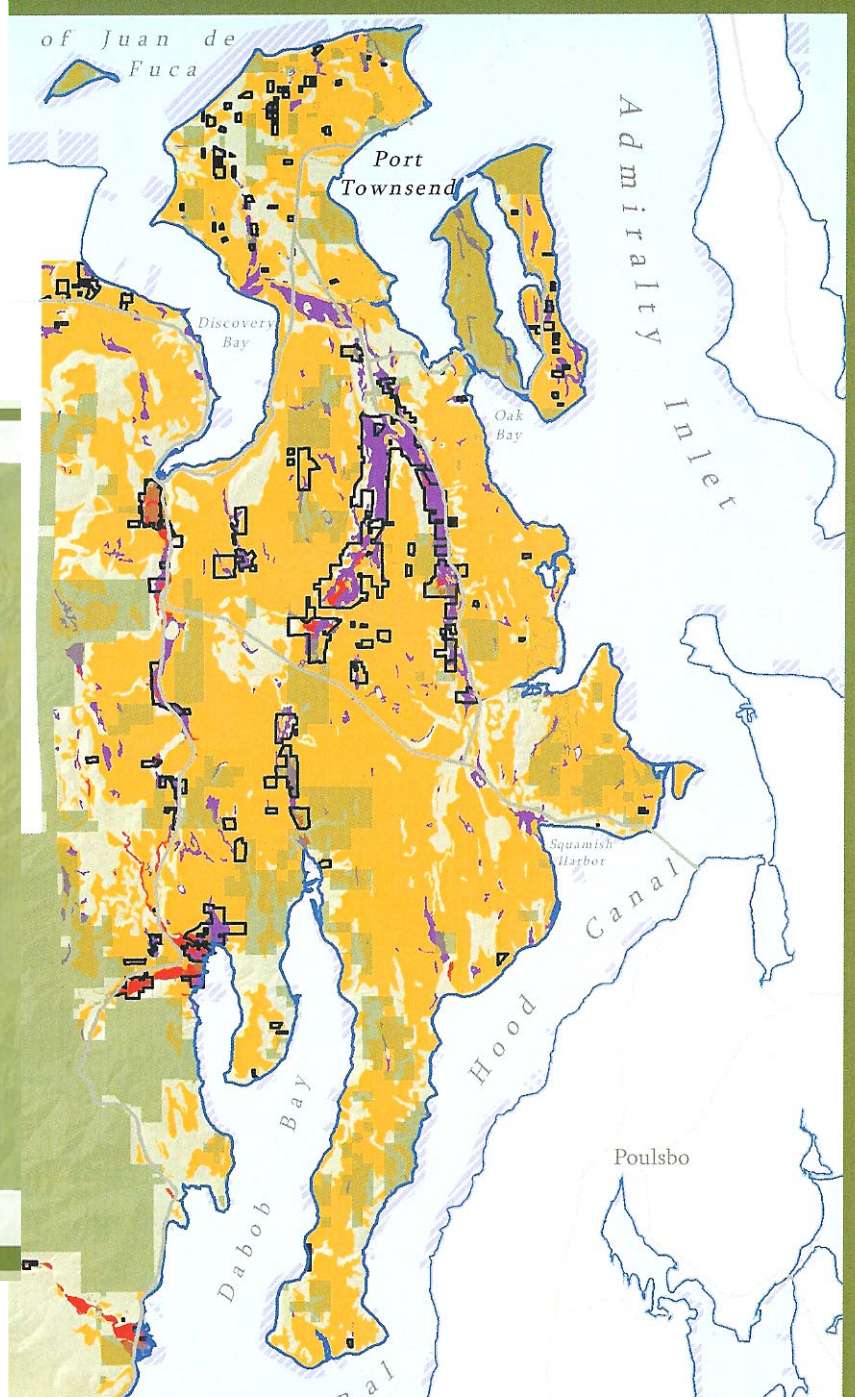 of Juan de
Fuca
Port
Townsend
Admiralty
Inlet
Discovery
Bay
Oak
Bay
Squamish
Harbor
Hood
Canal
Dabob
Bay
Poulsbo